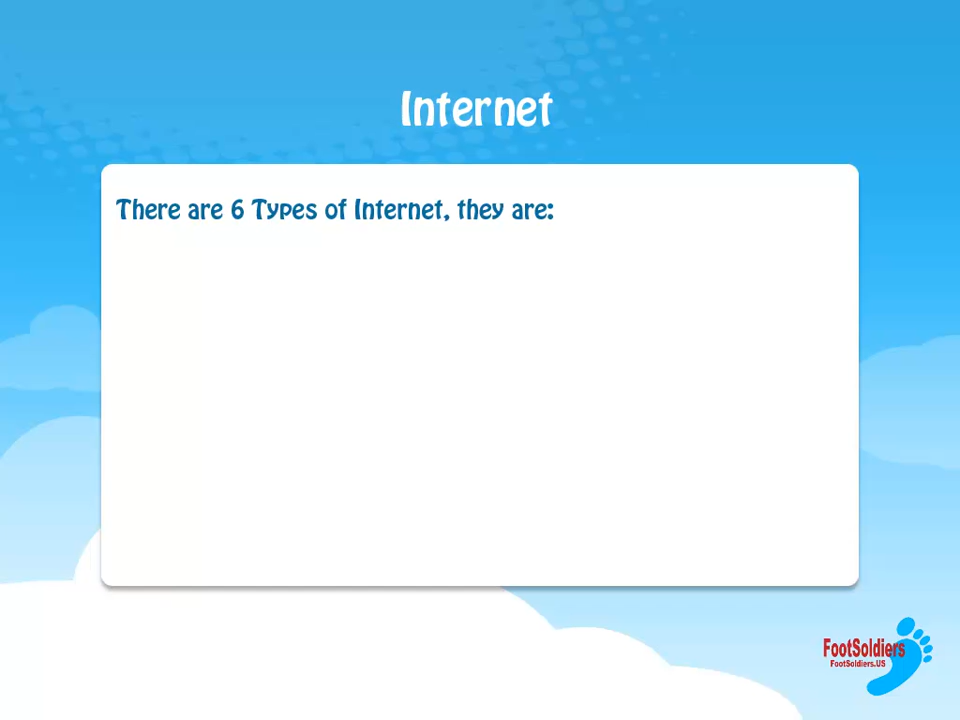 Internet
There are 6 Types of Internet, they are:
FootSoldiers
FootSoldiers.US